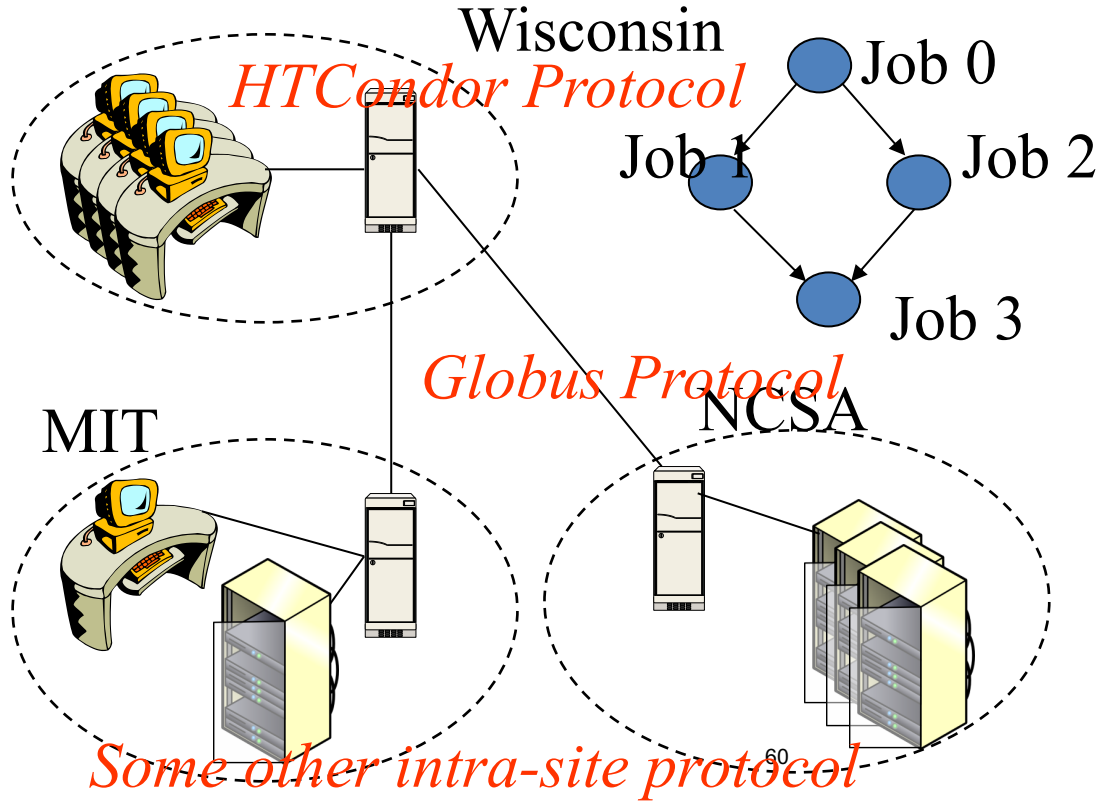 Wisconsin
HTCondor Protocol
Job 0
Job 1
Job 2
Job 3
Globus Protocol
NCSA
MIT
Some other intra-site protocol
60